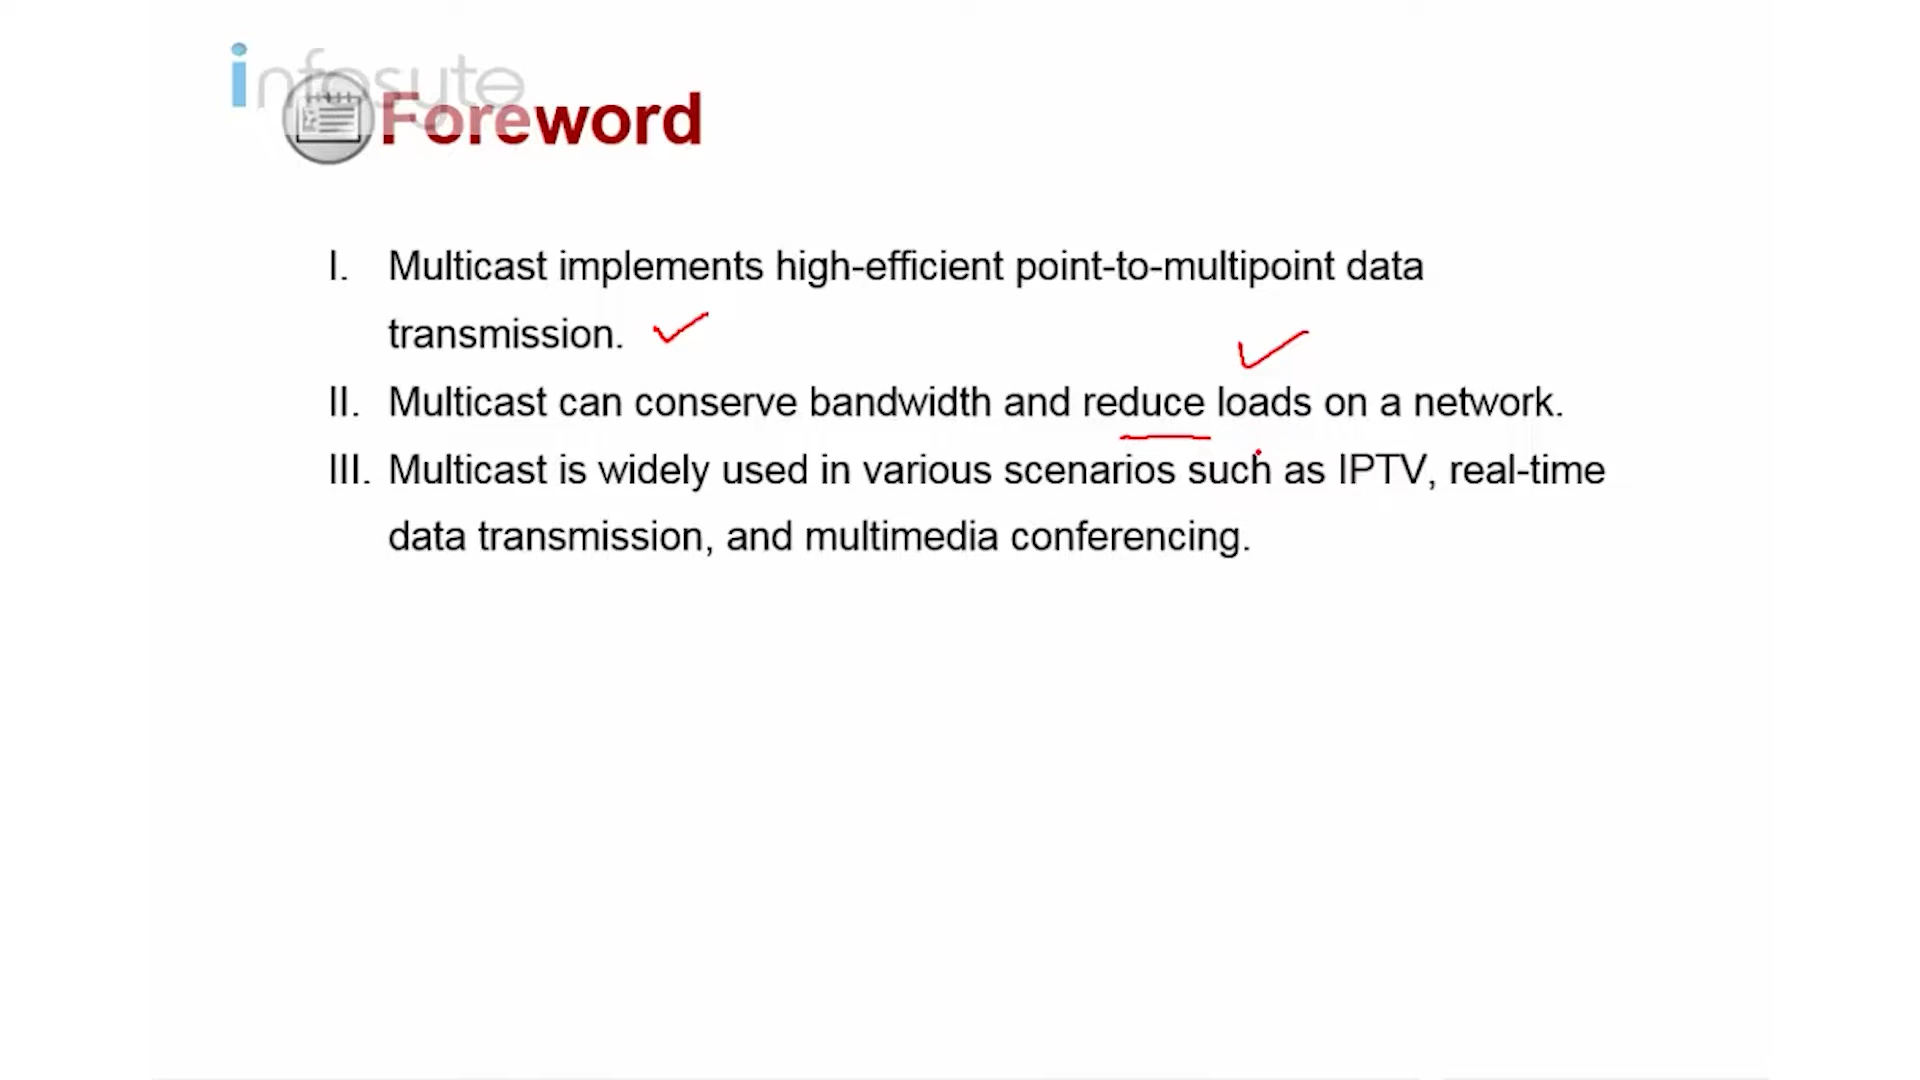 infosyte
Foreword
I. Multicast implements high-efficient point-to-multipoint data
transmission.
II. Multicast can conserve bandwidth and reduce loads on a network.
III. Multicast is widely used in various scenarios such as IPTV, real-time
data transmission, and multimedia conferencing.